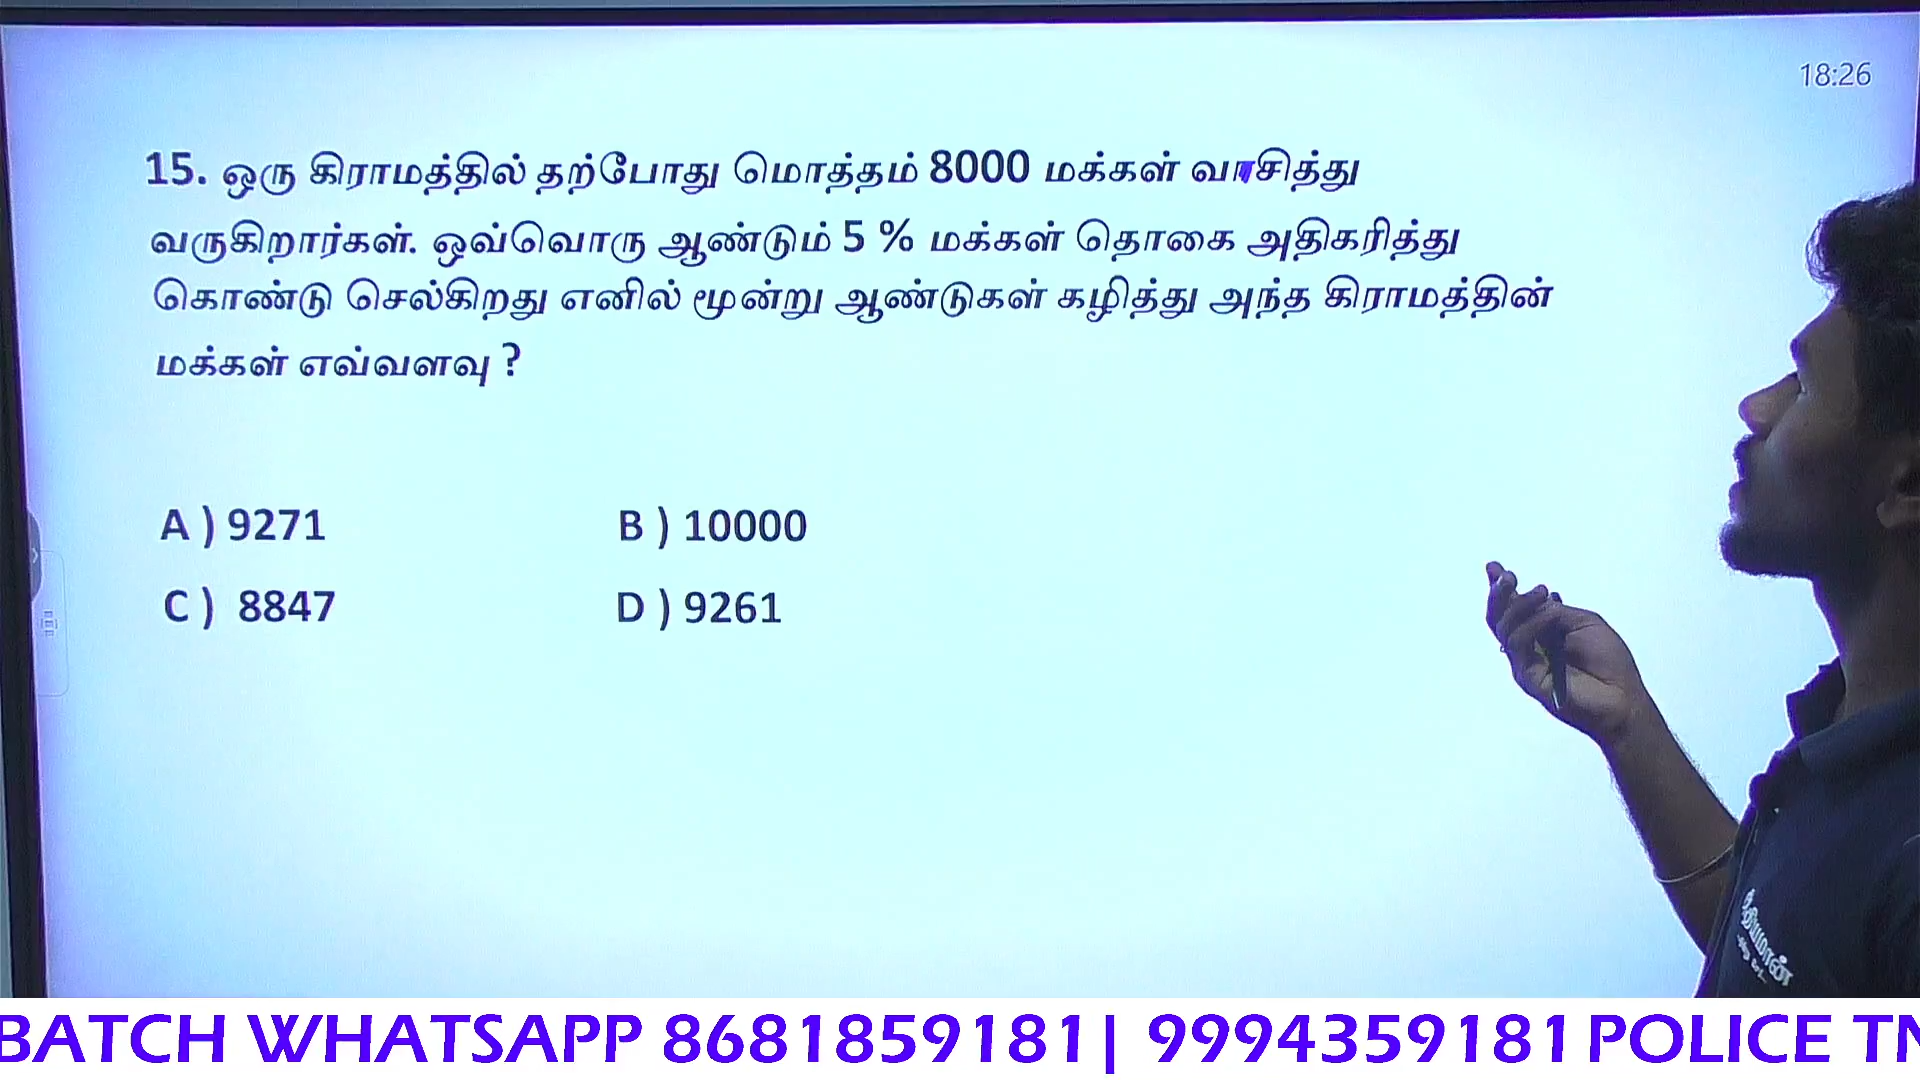 18:26
15. ஒரு கிராமத்தில் தற்போது மொத்தம் 8000 மக்கள் வாசித்து
வருகிறார்கள். ஒவ்வொரு ஆண்டும் 5 % மக்கள் தொகை அதிகரித்து
கொண்டு செல்கிறது எனில் மூன்று ஆண்டுகள் கழித்து அந்த கிராமத்தின்
மக்கள் எவ்வளவு ?
A ) 9271 B ) 10000
C ) 8847 D ) 9261
BATCH WHATSAPP 8681859181| 9994359181 POLICE TN